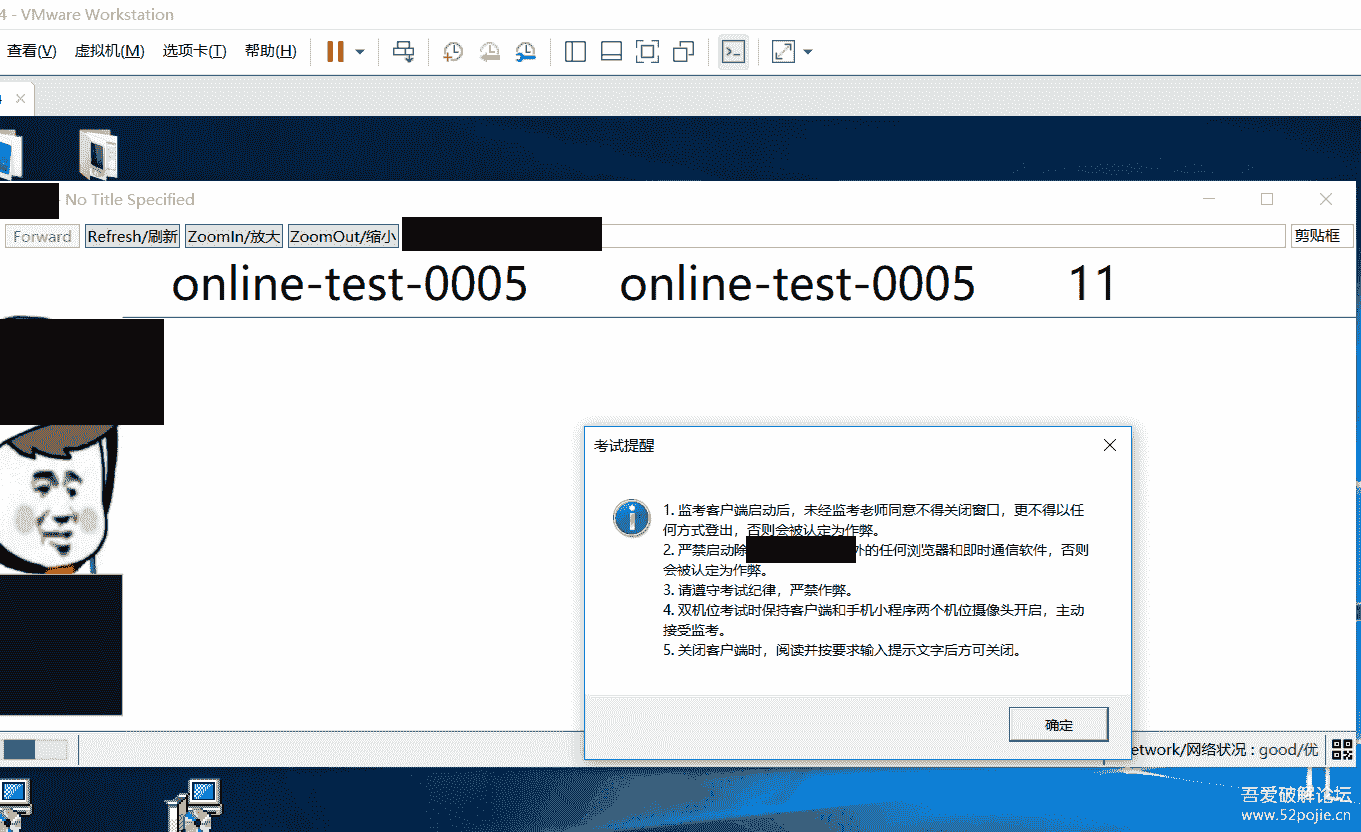 4 - VMware Workstation
查看(V) 虚拟机(M) 选项卡(T) 帮助(H)
No Title Specified
Forward Refresh/刷新 ZoomIn/放大 ZoomOut/缩小 剪贴框
online-test-0005 online-test-0005 11
考试提醒
1. 监考客户端启动后，未经监考老师同意不得关闭窗口，更不得以任
何方式登出，否则会被认定为作弊。
2. 严禁启动除 外的任何浏览器和即时通信软件，否则
会被认定为作弊。
3. 请遵守考试纪律，严禁作弊。
4. 双机位考试时保持客户端和手机小程序两个机位摄像头开启，主动
接受监考。
5. 关闭客户端时，阅读并按要求输入提示文字后方可关闭。
确定
etwork/网络状况 : good/优
吾爱破解论坛
www.52pojie.cn